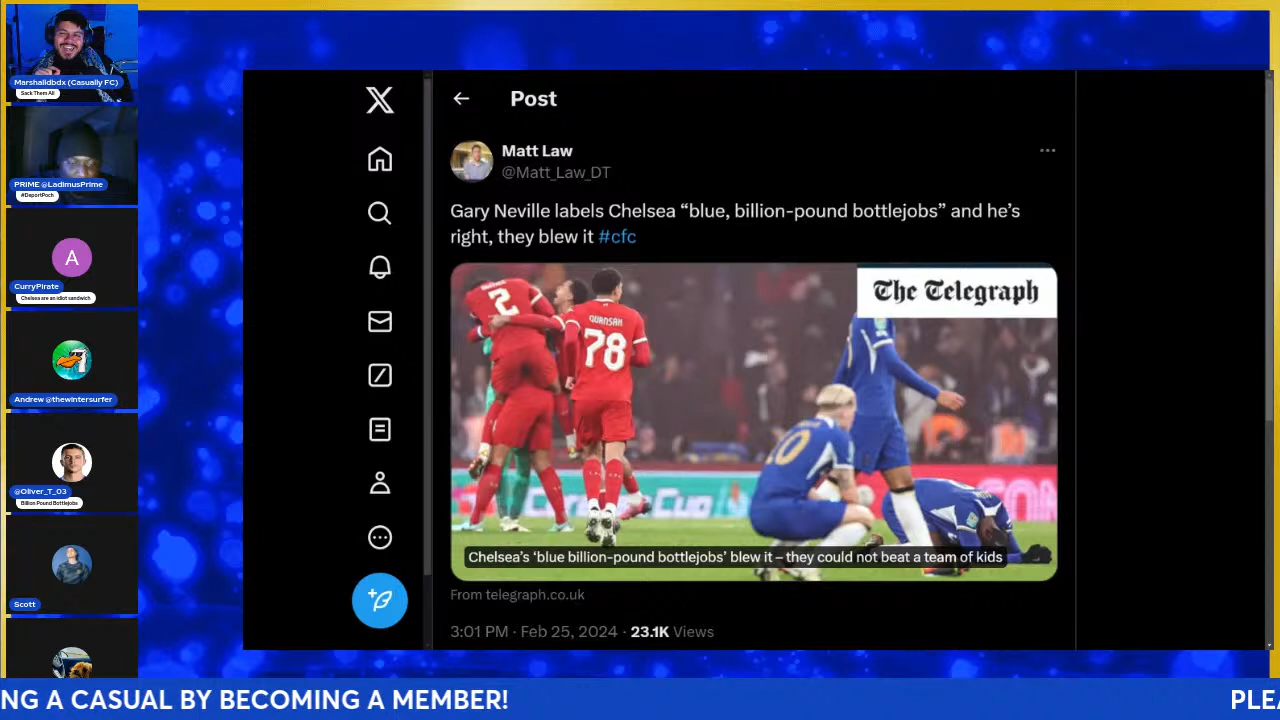 Marshalldbdx (Casually FC)
Sack Them All
PRIME @LadimusPrime
#DeportPoch
A
CurryPirate
Chelsea are an idiot sandwich
Andrew @thewintersurfer
@Oliver_T_03
Billion Pound Bottlejobs
Scott
Post
Matt Law
@Matt_Law_DT
Gary Neville labels Chelsea “blue, billion-pound bottlejobs” and he’s
right, they blew it #cfc
The Telegraph
2
QUANSAH
78
10
Chelsea’s ‘blue billion-pound bottlejobs’ blew it – they could not beat a team of kids
From telegraph.co.uk
3:01 PM · Feb 25, 2024 · 23.1K Views
NG A CASUAL BY BECOMING A MEMBER!
PLEA